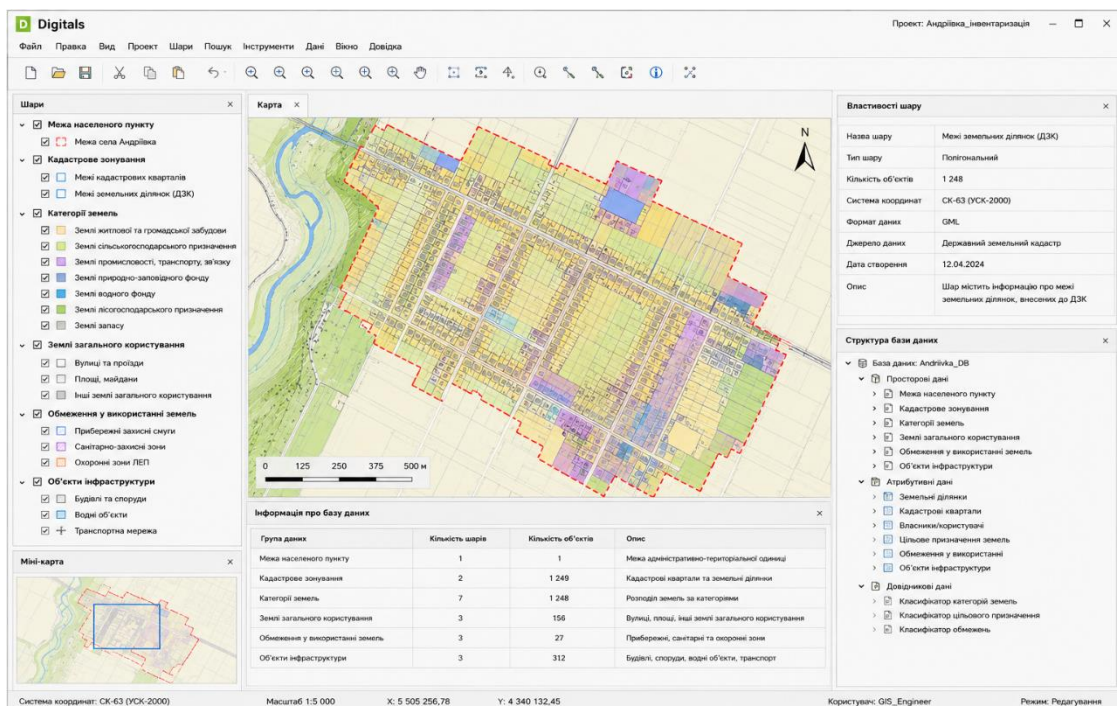 D Digitals
Проект: Андріївка_інвентаризація
Файл Правка Вид Проект Шари Пошук Інструменти Дані Вікно Довідка
Шари
Межа населеного пункту
Межа села Андріївка
Кадастрове зонування
Межі кадастрових кварталів
Межі земельних ділянок (ДЗК)
Категорії земель
Землі житлової та громадської забудови
Землі сільськогосподарського призначення
Землі промисловості, транспорту, зв'язку
Землі природно-заповідного фонду
Землі водного фонду
Землі лісогосподарського призначення
Землі запасу
Землі загального користування
Вулиці та проїзди
Площі, майдани
Інші землі загального користування
Обмеження у використанні земель
Прибережні захисні смуги
Санітарно-захисні зони
Охоронні зони ЛЕП
Об'єкти інфраструктури
Будівлі та споруди
Водні об'єкти
Транспортна мережа
Міні-карта
Карта
N
0 125 250 375 500 м
Інформація про базу даних
Група даних Кількість шарів Кількість об'єктів Опис
Межа населеного пункту 1 1 Межа адміністративно-територіальної одиниці
Кадастрове зонування 2 1 249 Кадастрові квартали та земельні ділянки
Категорії земель 7 1 248 Розподіл земель за категоріями
Землі загального користування 3 156 Вулиці, площі, інші землі загального користування
Обмеження у використанні земель 3 27 Прибережні, санітарні та охоронні зони
Об'єкти інфраструктури 3 312 Будівлі, споруди, водні об'єкти, транспорт
Властивості шару
Назва шару Межі земельних ділянок (ДЗК)
Тип шару Полігональний
Кількість об'єктів 1 248
Система координат СК-63 (УСК-2000)
Формат даних GML
Джерело даних Державний земельний кадастр
Дата створення 12.04.2024
Опис Шар містить інформацію про межі
земельних ділянок, внесених до ДЗК
Структура бази даних
База даних: Andriivka_DB
Просторові дані
Межа населеного пункту
Кадастрове зонування
Категорії земель
Землі загального користування
Обмеження у використанні земель
Об'єкти інфраструктури
Атрибутивні дані
Земельні ділянки
Кадастрові квартали
Власники/користувачі
Цільове призначення земель
Обмеження у використанні
Об'єкти інфраструктури
Довідникові дані
Класифікатор категорій земель
Класифікатор цільового призначення
Класифікатор обмежень
Система координат: СК-63 (УСК-2000) Масштаб 1:5 000 X: 5 505 256,78 Y: 4 340 132,45 Користувач: GIS_Engineer Режим: Редагування